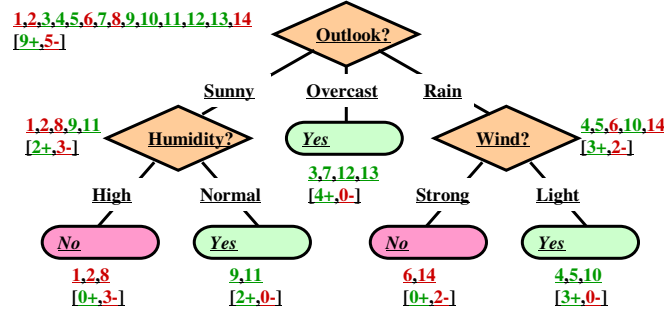 1,2,3,4,5,6,7,8,9,10,11,12,13,14
[9+,5-]
Outlook?
Sunny
Overcast
Rain
1,2,8,9,11
[2+,3-]
Humidity?
Yes
3,7,12,13
[4+,0-]
Wind?
4,5,6,10,14
[3+,2-]
High
Normal
Strong
Light
No
Yes
No
Yes
1,2,8
[0+,3-]
9,11
[2+,0-]
6,14
[0+,2-]
4,5,10
[3+,0-]